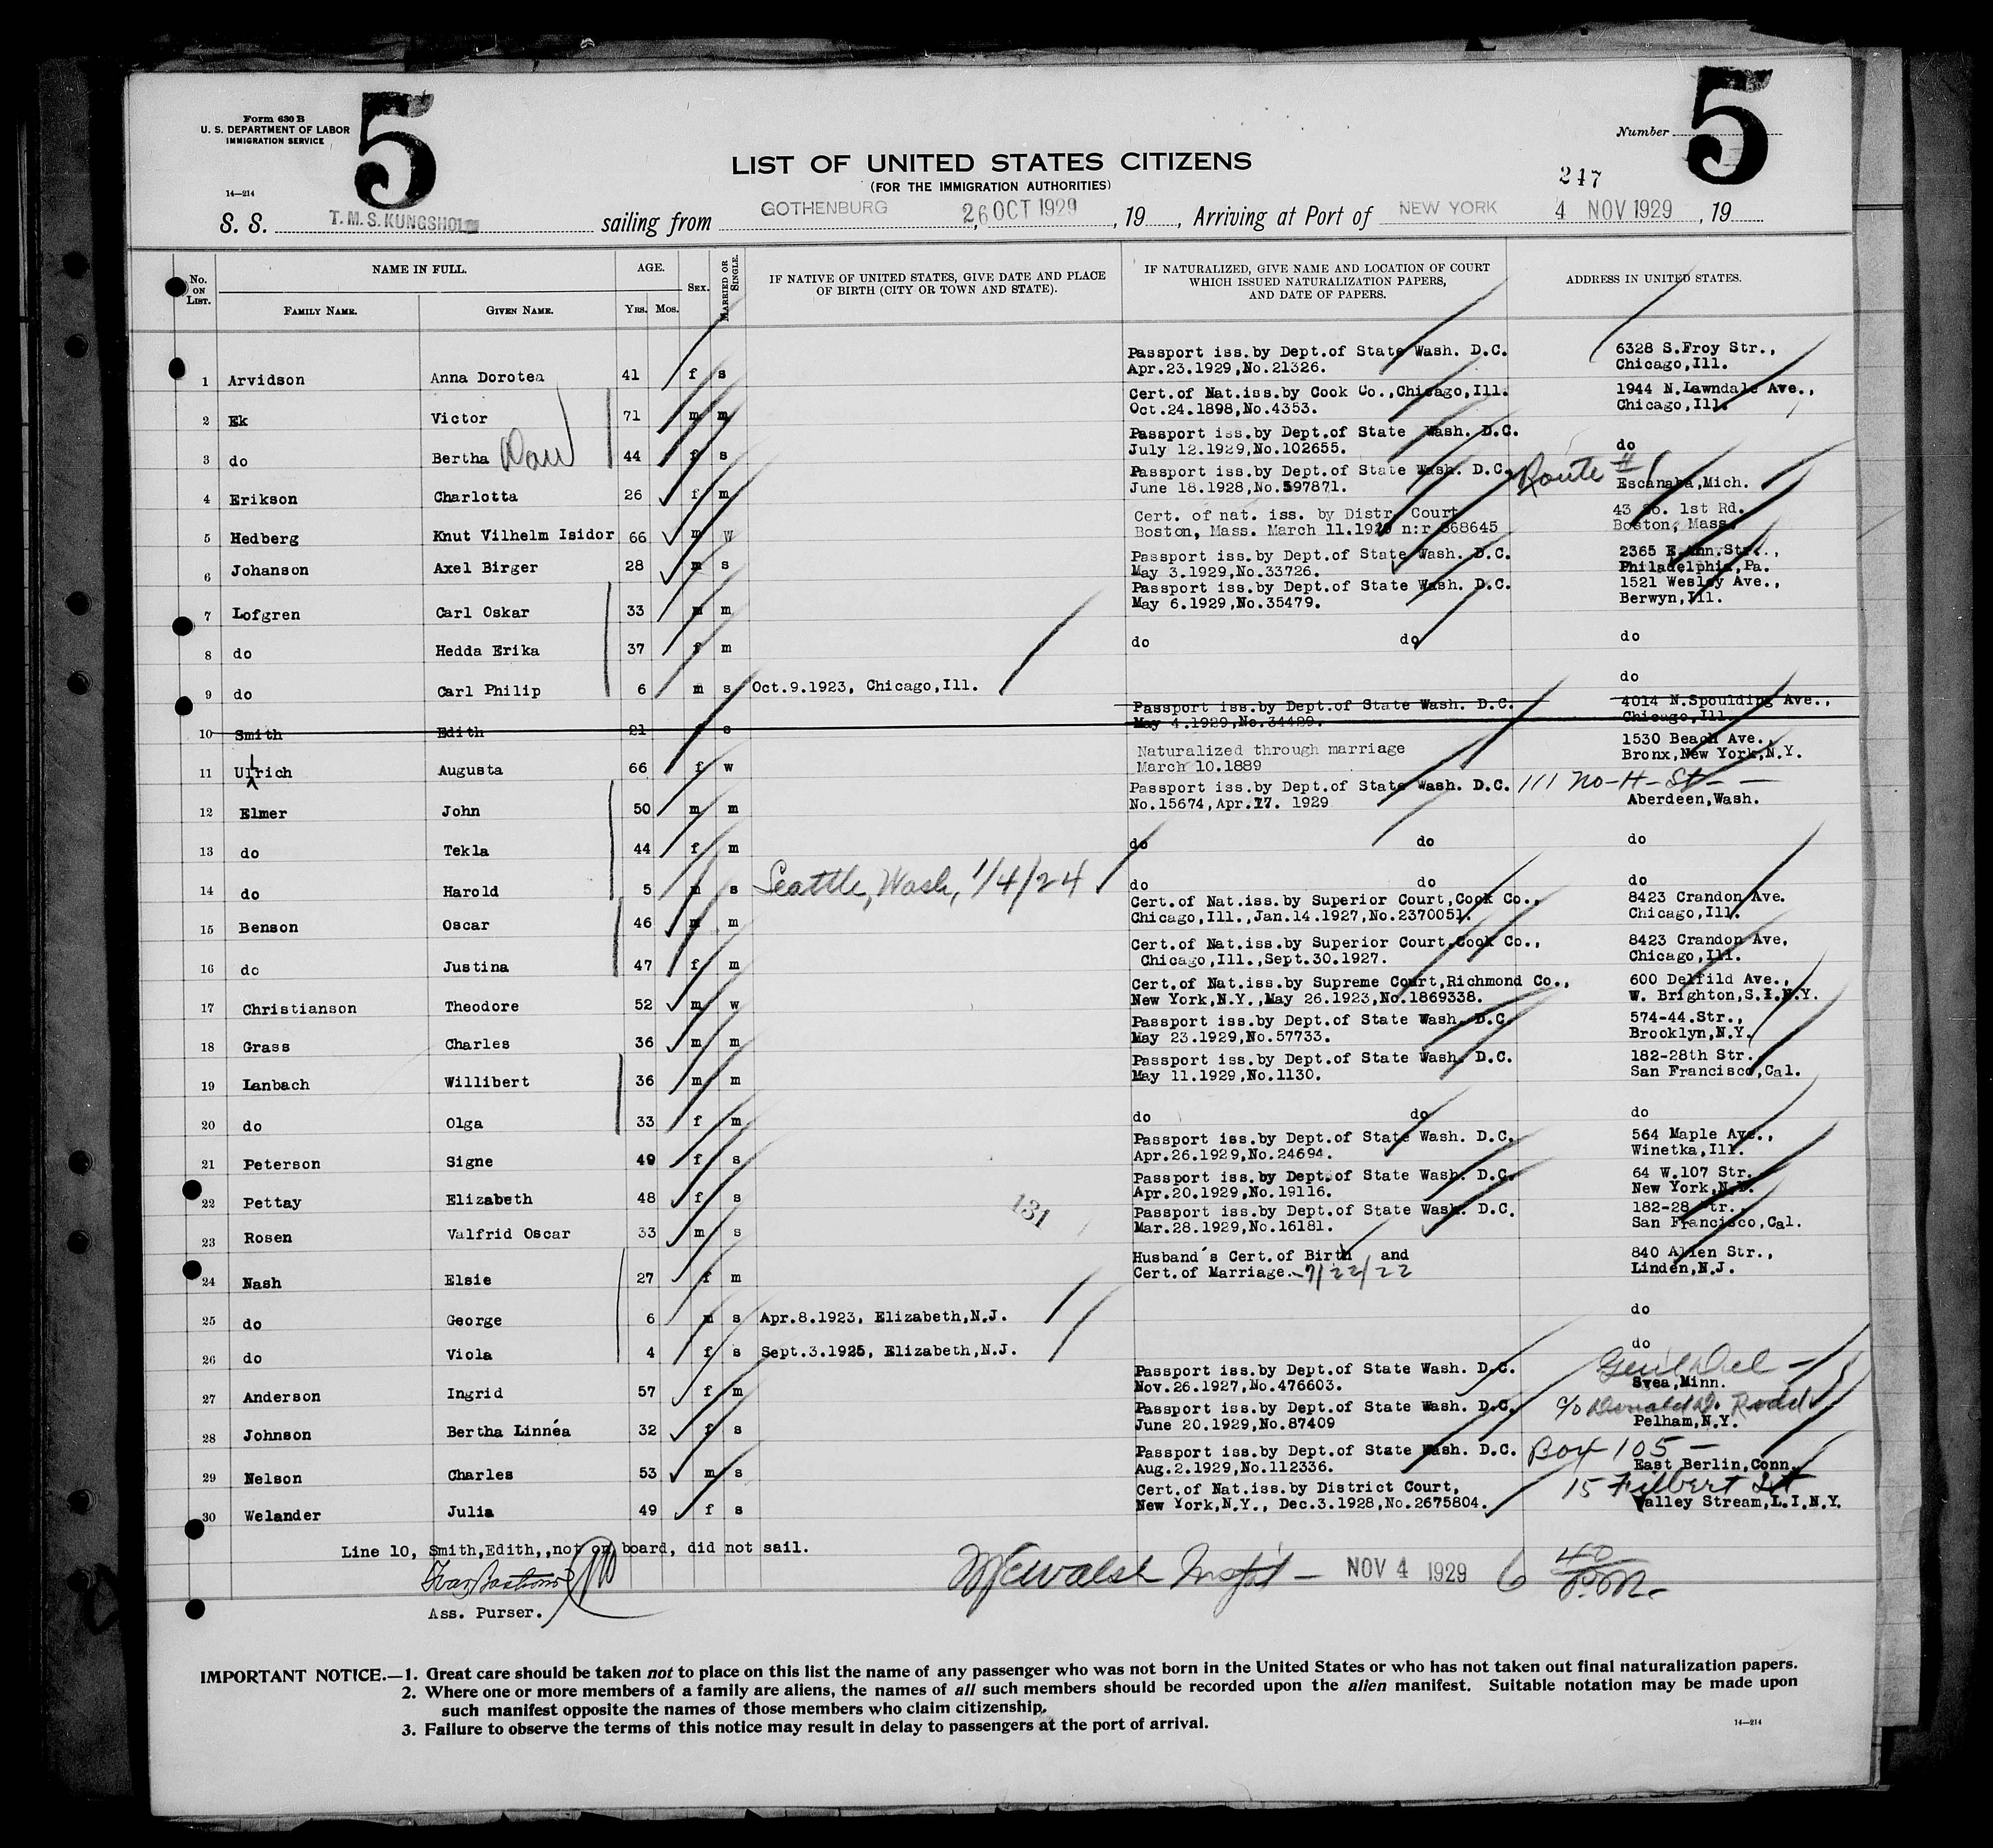 5
5
Form 630 B
U. S. DEPARTMENT OF LABOR
IMMIGRATION SERVICE
14—214
Number
LIST OF UNITED STATES CITIZENS
(FOR THE IMMIGRATION AUTHORITIES)
247
S. S. T.M.S. KUNGSHOLM sailing from GOTHENBURG 26 OCT 1929, 19, Arriving at Port of NEW YORK 4 NOV 1929, 19
No. ON LIST. NAME IN FULL. FAMILY NAME. GIVEN NAME. AGE. YRS. MOS. SEX. MARRIED OR SINGLE. IF NATIVE OF UNITED STATES, GIVE DATE AND PLACE OF BIRTH (CITY OR TOWN AND STATE). IF NATURALIZED, GIVE NAME AND LOCATION OF COURT WHICH ISSUED NATURALIZATION PAPERS, AND DATE OF PAPERS. ADDRESS IN UNITED STATES.
1 Arvidson Anna Dorotea 41 f s Passport iss.by Dept.of State Wash. D.C. Apr.23.1929,No.21326. 6328 S.Froy Str., Chicago,Ill.
2 Ek Victor 71 m m Cert.of Nat.iss.by Cook Co.,Chicago,Ill. Oct.24.1898,No.4353. 1944 N.Lawndale Ave., Chicago,Ill.
3 do Bertha 44 f s Passport iss.by Dept.of State Wash. D.C. July 12.1929,No.102655. do
4 Erikson Charlotta 26 f m Passport iss.by Dept.of State Wash. D.C. June 18.1928,No.597871. Route # 1 Escanaba,Mich.
5 Hedberg Knut Vilhelm Isidor 66 m w Cert. of nat. iss. by Distr. Court Boston, Mass. March 11.1929 n:r 868645 43 So. 1st Rd. Boston, Mass.
6 Johanson Axel Birger 28 m s Passport iss.by Dept.of State Wash. D.C. May 3.1929,No.33726. 2365 E.Ann.Str., Philadelphia,Pa.
7 Lofgren Carl Oskar 33 m m Passport iss.by Dept.of State Wash. D.C. May 6.1929,No.35479. 1521 Wesley Ave., Berwyn,Ill.
8 do Hedda Erika 37 f m do do do
9 do Carl Philip 6 m s Oct.9.1923, Chicago,Ill. do
10 Smith Edith 21 f s Passport iss.by Dept.of State Wash. D.C. May 4.1929,No.34489. 4014 N.Spoulding Ave., Chicago,Ill.
11 Ullrich Augusta 66 f w Naturalized through marriage March 10.1889 1530 Beach Ave., Bronx,New York,N.Y.
12 Elmer John 50 m m Passport iss.by Dept.of State Wash. D.C. No.15674,Apr.17. 1929 111 No-H-St- Aberdeen,Wash.
13 do Tekla 44 f m do do do
14 do Harold 5 m s Seattle, Wash, 1/4/24 do do do
15 Benson Oscar 46 m m Cert.of Nat.iss.by Superior Court,Cook Co., Chicago,Ill.,Jan.14.1927,No.2370051. 8423 Crandon Ave. Chicago,Ill.
16 do Justina 47 f m Cert.of Nat.iss.by Superior Court,Cook Co., Chicago,Ill.,Sept.30.1927. 8423 Crandon Ave, Chicago,Ill.
17 Christianson Theodore 52 m w Cert.of Nat.iss.by Supreme Court,Richmond Co., New York,N.Y.,May 26.1923,No.1869338. 600 Delfild Ave., W. Brighton,S.I.N.Y.
18 Grass Charles 36 m m Passport iss.by Dept.of State Wash. D.C. May 23.1929,No.57733. 574-44.Str., Brooklyn,N.Y.
19 Lanbach Willibert 36 m m Passport iss.by Dept.of State Wash. D.C. May 11.1929,No.1130. 182-28th Str. San Francisco,Cal.
20 do Olga 33 f m do do do
21 Peterson Signe 49 f s Passport iss.by Dept.of State Wash. D.C. Apr.26.1929,No.24694. 564 Maple Ave., Winetka,Ill.
22 Pettay Elizabeth 48 f s Passport iss.by Dept.of State Wash. D.C. Apr.20.1929,No.19116. 64 W.107 Str. New York,N.Y.
131
23 Rosen Valfrid Oscar 33 m s Passport iss.by Dept.of State Wash. D.C. Mar.28.1929,No.16181. 182-28 Str. San Francisco,Cal.
24 Nash Elsie 27 f m Husband's Cert.of Birth and Cert.of Marriage. 7/22/22 840 Allen Str., Linden,N.J.
25 do George 6 m s Apr.8.1923, Elizabeth,N.J. do
26 do Viola 4 f s Sept.3.1925, Elizabeth,N.J. do
27 Anderson Ingrid 57 f m Passport iss.by Dept.of State Wash. D.C. Nov.26.1927,No.476603. Genl Del - Svea,Minn.
28 Johnson Bertha Linnéa 32 f s Passport iss.by Dept.of State Wash. D.C. June 20.1929,No.87409 c/o Donald D. Rodd Pelham,N.Y.
29 Nelson Charles 53 m s Passport iss.by Dept.of State Wash. D.C. Aug.2.1929,No.112336. Box 105 - East Berlin,Conn.
30 Welander Julia 49 f s Cert.of Nat.iss.by District Court, New York,N.Y., Dec.3.1928,No.2675804. 15 Filbert St Valley Stream,L.I.N.Y.
Line 10, Smith,Edith,,not on board, did not sail.
NOV 4 1929 6 40 P.M.
Ass. Purser.
IMPORTANT NOTICE.—1. Great care should be taken not to place on this list the name of any passenger who was not born in the United States or who has not taken out final naturalization papers.
2. Where one or more members of a family are aliens, the names of all such members should be recorded upon the alien manifest. Suitable notation may be made upon
such manifest opposite the names of those members who claim citizenship.
3. Failure to observe the terms of this notice may result in delay to passengers at the port of arrival.
14—214